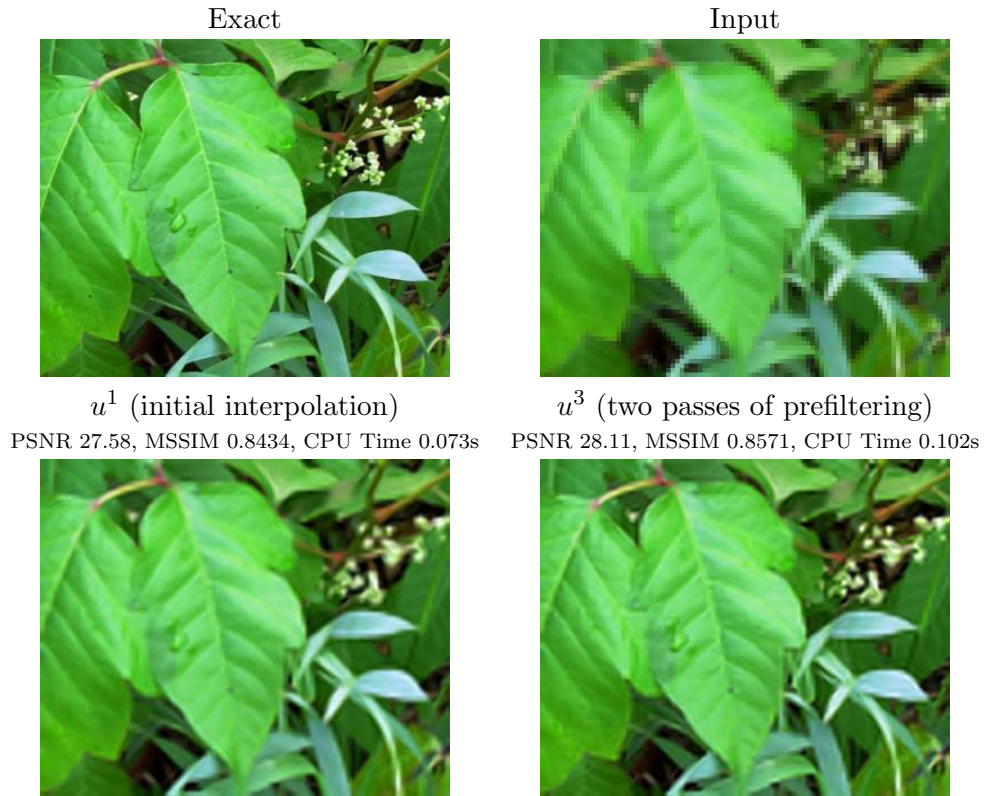 Exact
Input
u¹ (initial interpolation)
u³ (two passes of prefiltering)
PSNR 27.58, MSSIM 0.8434, CPU Time 0.073s
PSNR 28.11, MSSIM 0.8571, CPU Time 0.102s